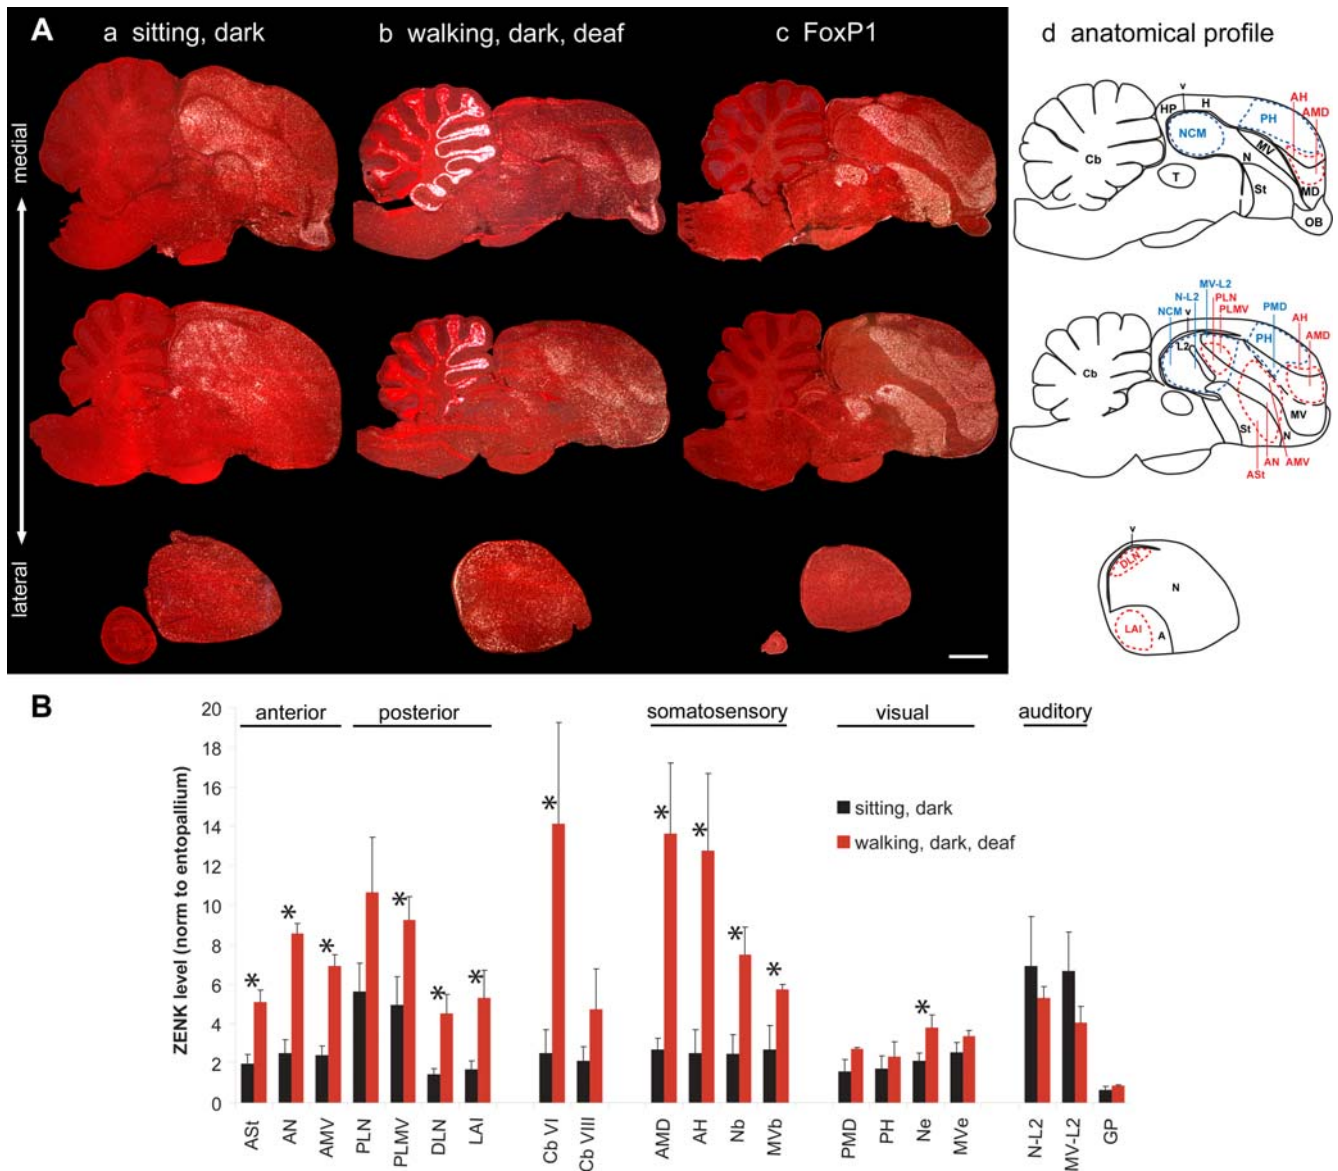 A
a sitting, dark
b walking, dark, deaf
c FoxP1
d anatomical profile
medial
lateral
v
HP
H
AH
AMD
PH
NCM
MV
Cb
N
T
St
MD
OB
MV-L2
N-L2
PLN
PMD
NCM
v
PLMV
AH
AMD
L2
PH
Cb
MV
St
N
AN
AMV
ASt
v
DLN
N
LAI
A
B
anterior
posterior
somatosensory
visual
auditory
ZENK level (norm to entopallium)
20
18
16
14
12
10
8
6
4
2
0
sitting, dark
walking, dark, deaf
* * * * * * * * * * * *
ASt
AN
AMV
PLN
PLMV
DLN
LAI
Cb VI
Cb VIII
AMD
AH
Nb
MVb
PMD
PH
Ne
MVe
N-L2
MV-L2
GP